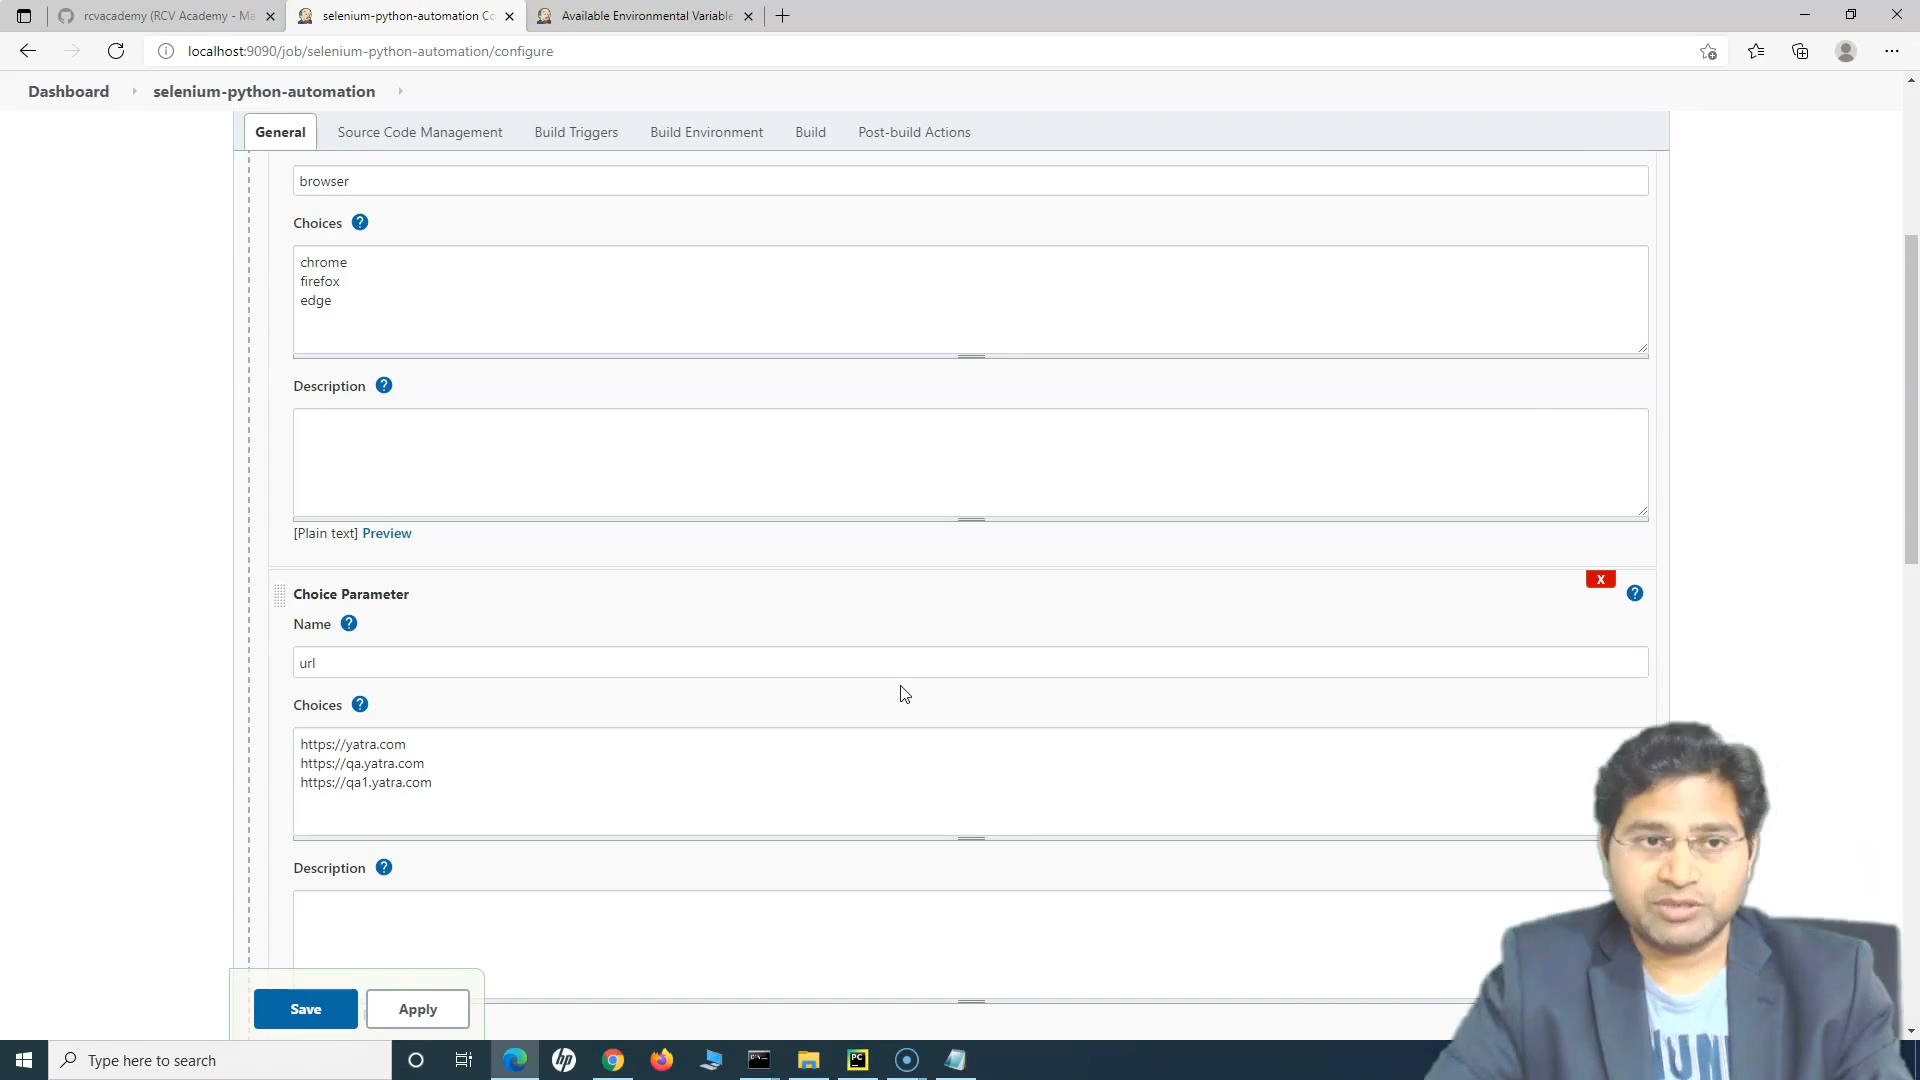 rcvacademy (RCV Academy - Ma
selenium-python-automation Co
Available Environmental Variable
localhost:9090/job/selenium-python-automation/configure
Dashboard
selenium-python-automation
General
Source Code Management
Build Triggers
Build Environment
Build
Post-build Actions
browser
Choices ?
chrome
firefox
edge
Description ?
[Plain text] Preview
X
Choice Parameter ?
Name ?
url
Choices ?
https://yatra.com
https://qa.yatra.com
https://qa1.yatra.com
Description ?
Save
Apply
Type here to search
hp
PC